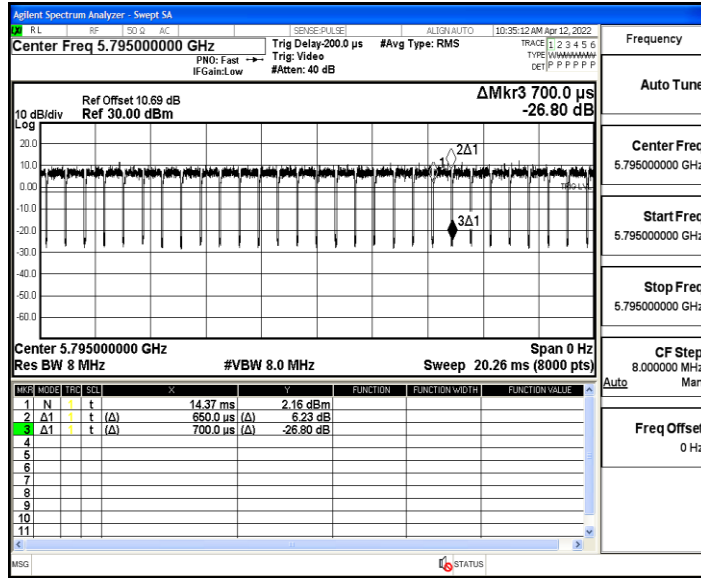 Agilent Spectrum Analyzer - Swept SA
LXI RL RF 50 Ω AC SENSE:PULSE ALIGN AUTO 10:35:12 AM Apr 12, 2022
Center Freq 5.795000000 GHz
PNO: Fast
IFGain:Low
Trig Delay-200.0 µs
Trig: Video
#Atten: 40 dB
#Avg Type: RMS
TRACE 1 2 3 4 5 6
TYPE
DET P P P P P P
ΔMkr3 700.0 µs
-26.80 dB
Ref Offset 10.69 dB
10 dB/div Ref 30.00 dBm
Log
20.0
10.0
0.00
-10.0
-20.0
-30.0
-40.0
-50.0
-60.0
1
2Δ1
TRIG LVL
3Δ1
Center 5.795000000 GHz Span 0 Hz
Res BW 8 MHz #VBW 8.0 MHz Sweep 20.26 ms (8000 pts)
MKR MODE TRC SCL X Y FUNCTION FUNCTION WIDTH FUNCTION VALUE
1 N 1 t 14.37 ms 2.16 dBm
2 Δ1 1 t (Δ) 650.0 µs (Δ) 6.23 dB
3 Δ1 1 t (Δ) 700.0 µs (Δ) -26.80 dB
4
5
6
7
8
9
10
11
MSG STATUS
Frequency
Auto Tune
Center Freq
5.795000000 GHz
Start Freq
5.795000000 GHz
Stop Freq
5.795000000 GHz
CF Step
8.000000 MHz
Auto Man
Freq Offset
0 Hz